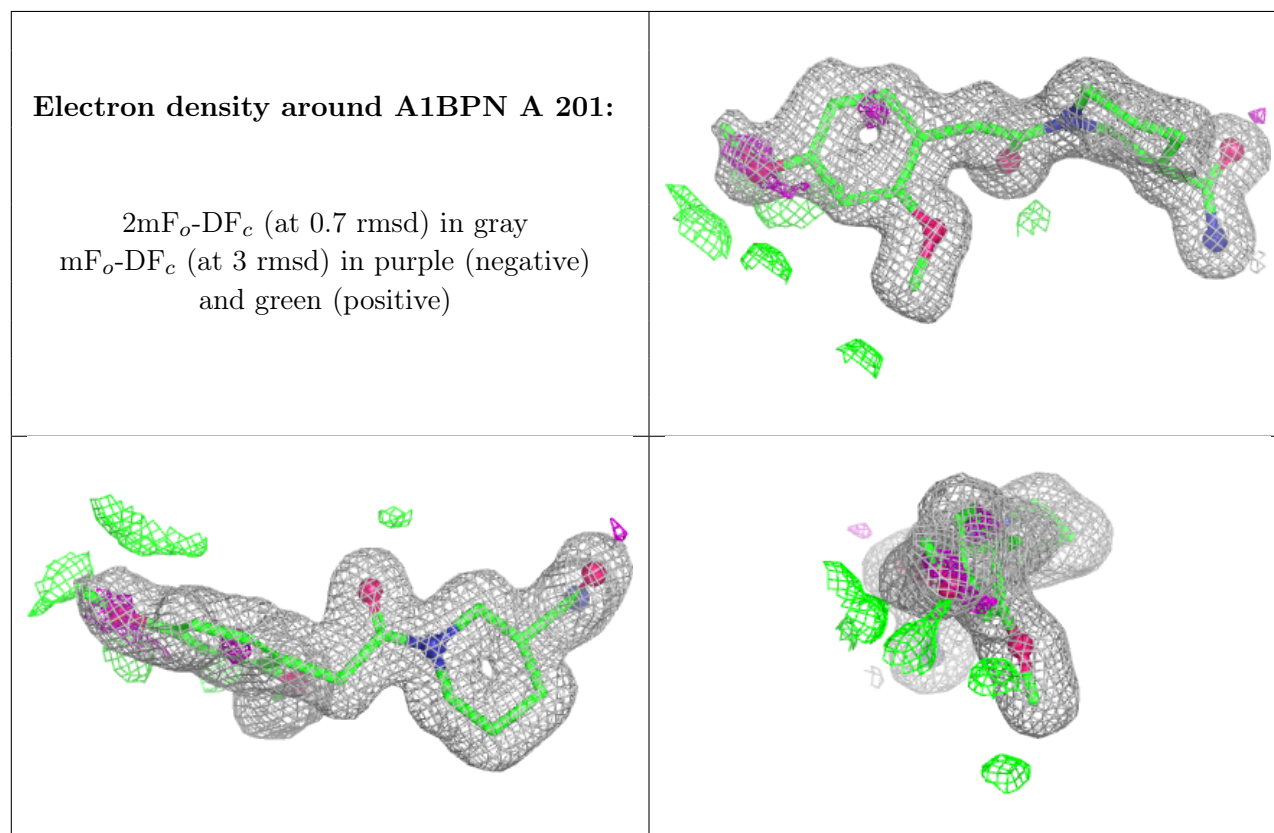 Electron density around A1BPN A 201:
2mFₒ-DF𝒸 (at 0.7 rmsd) in gray
mFₒ-DF𝒸 (at 3 rmsd) in purple (negative)
and green (positive)